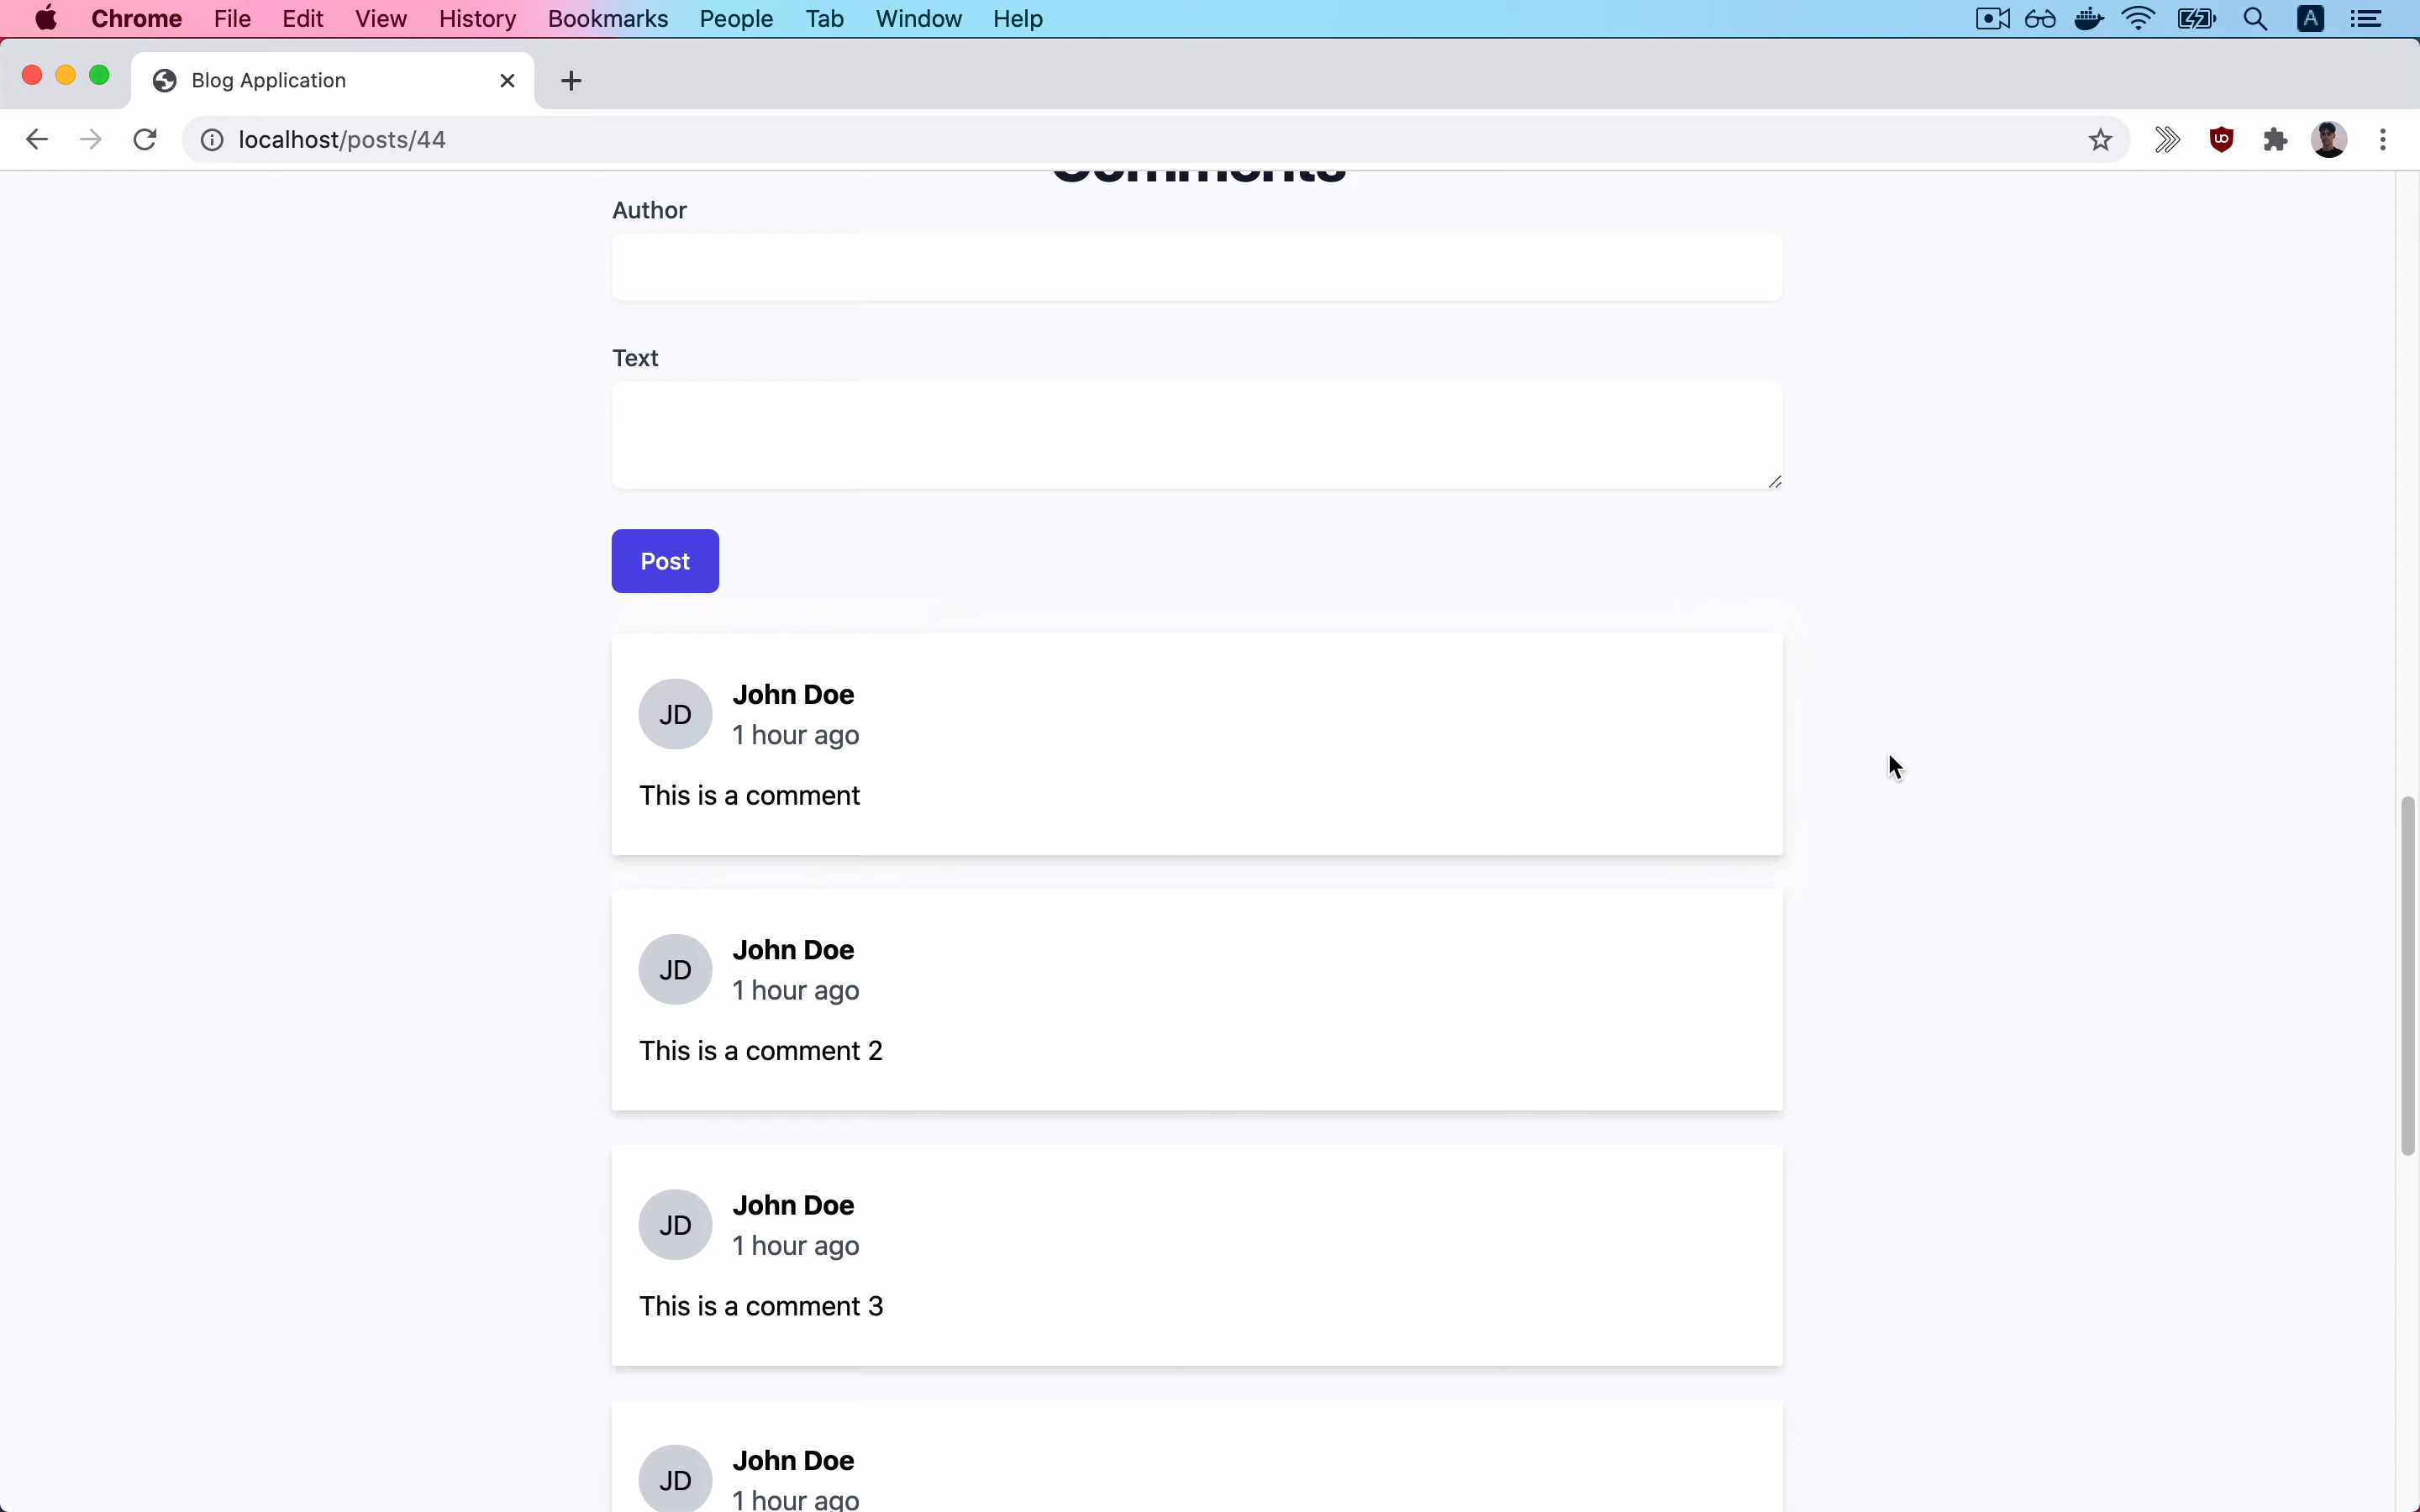 Chrome File Edit View History Bookmarks People Tab Window Help
A
Blog Application
localhost/posts/44
Comments
Author
Text
Post
JD
John Doe
1 hour ago
This is a comment
JD
John Doe
1 hour ago
This is a comment 2
JD
John Doe
1 hour ago
This is a comment 3
JD
John Doe
1 hour ago